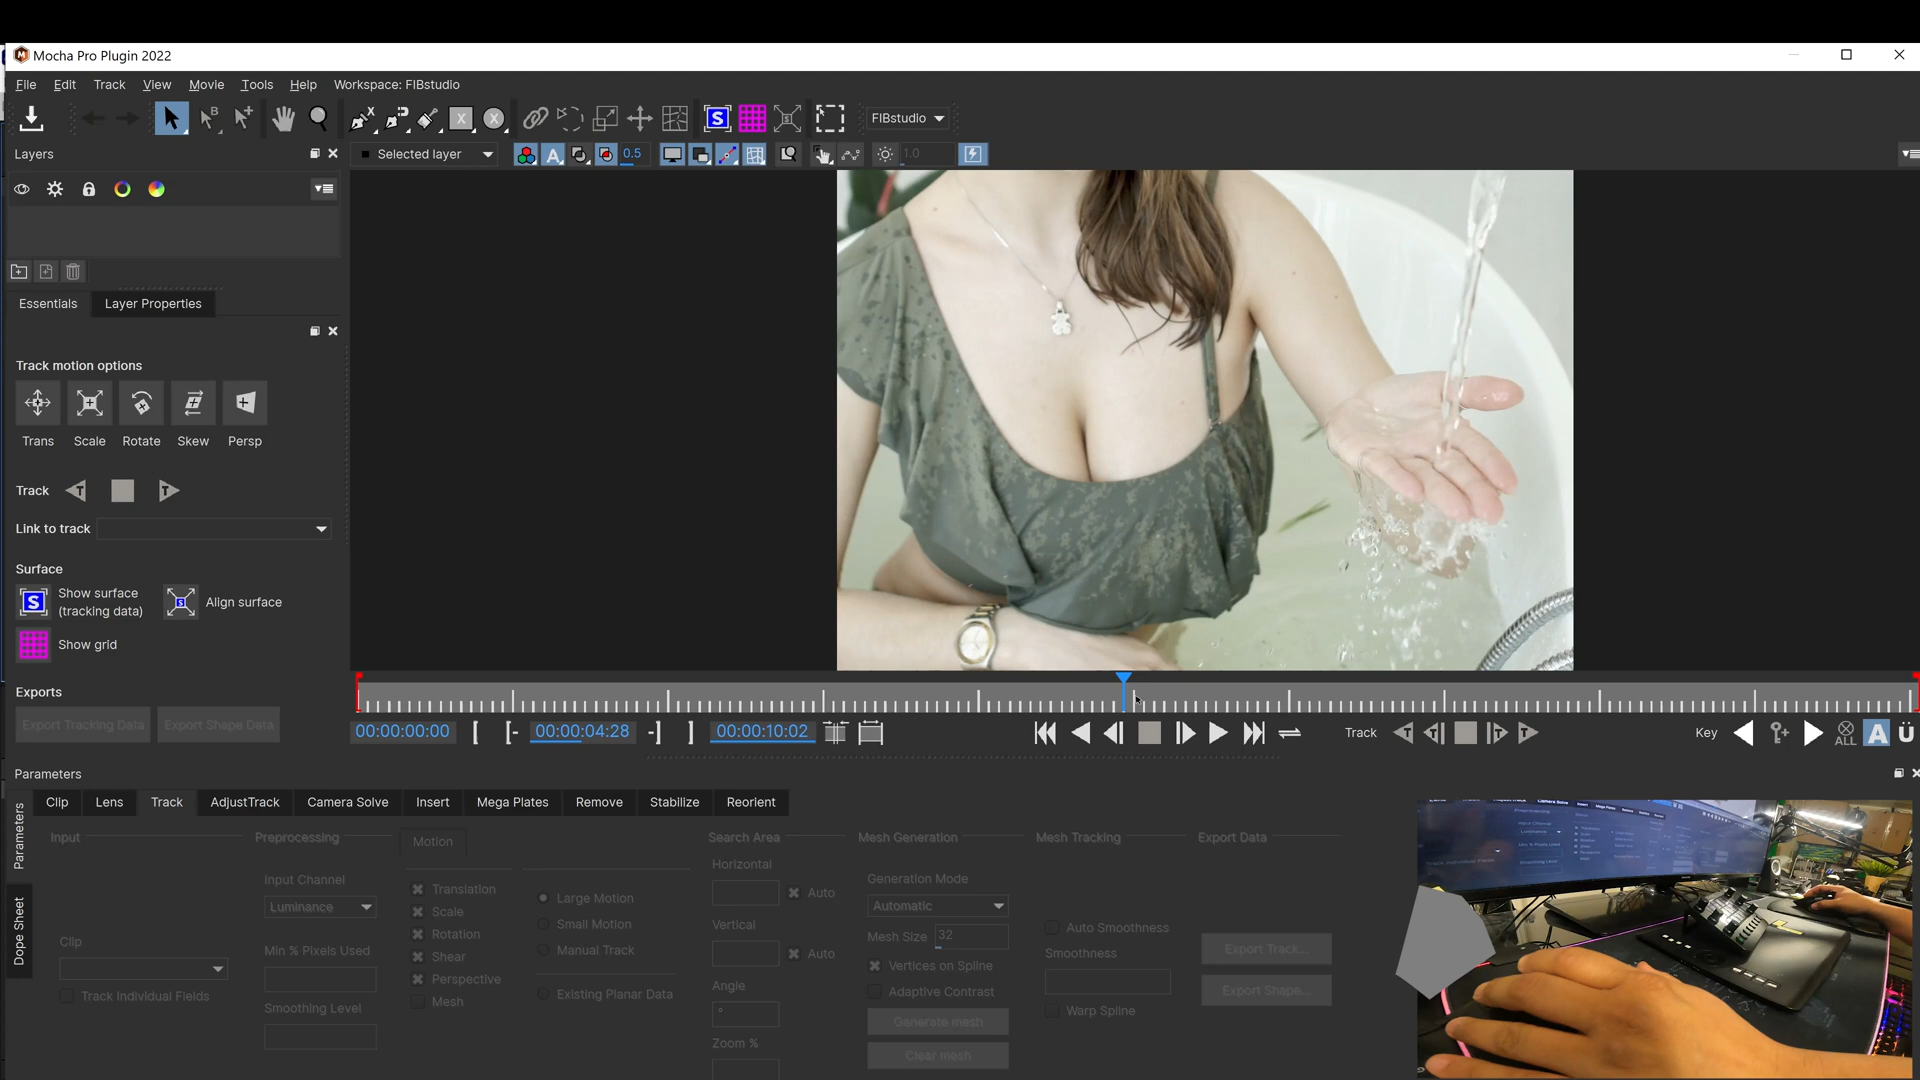 Mocha Pro Plugin 2022
File Edit Track View Movie Tools Help Workspace: FIBstudio
FIBstudio
Layers
Selected layer
0.5
1.0
Essentials Layer Properties
Track motion options
Trans Scale Rotate Skew Persp
Track
Link to track
Surface
Show surface
(tracking data)
Align surface
Show grid
Exports
Export Tracking Data Export Shape Data
00:00:00:00 00:00:04:28 00:00:10:02
Track
Key
ALL
Parameters
Parameters
Dope Sheet
Clip Lens Track AdjustTrack Camera Solve Insert Mega Plates Remove Stabilize Reorient
Input
Clip
Track Individual Fields
Preprocessing
Input Channel
Luminance
Min % Pixels Used
Smoothing Level
Motion
Translation
Scale
Rotation
Shear
Perspective
Mesh
Large Motion
Small Motion
Manual Track
Existing Planar Data
Search Area
Horizontal
Auto
Vertical
Auto
Angle
Zoom %
Mesh Generation
Generation Mode
Automatic
Mesh Size 32
Vertices on Spline
Adaptive Contrast
Generate mesh
Clear mesh
Mesh Tracking
Auto Smoothness
Smoothness
Warp Spline
Export Data
Export Track...
Export Shape...